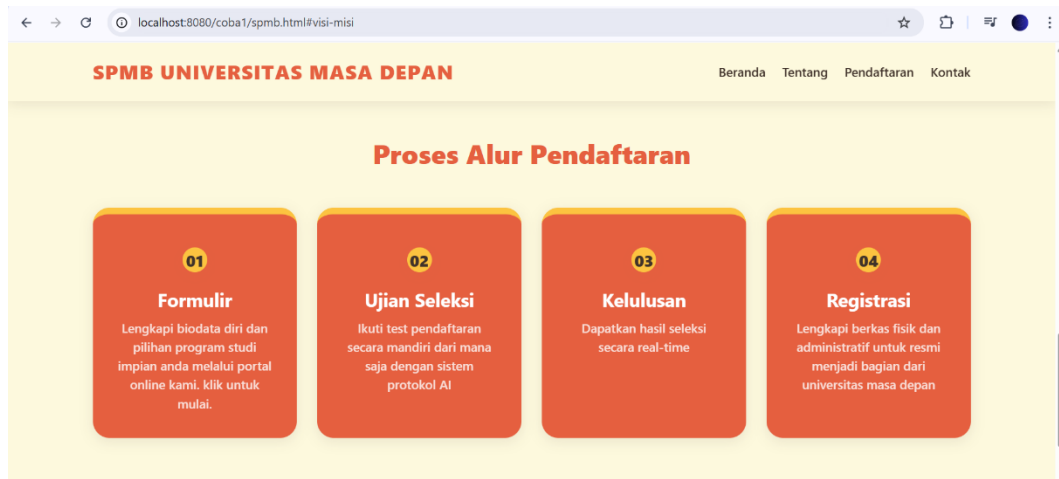 localhost:8080/coba1/spmb.html#visi-misi
SPMB UNIVERSITAS MASA DEPAN
Beranda Tentang Pendaftaran Kontak
Proses Alur Pendaftaran
01
Formulir
Lengkapi biodata diri dan
pilihan program studi
impian anda melalui portal
online kami. klik untuk
mulai.
02
Ujian Seleksi
Ikuti test pendaftaran
secara mandiri dari mana
saja dengan sistem
protokol AI
03
Kelulusan
Dapatkan hasil seleksi
secara real-time
04
Registrasi
Lengkapi berkas fisik dan
administratif untuk resmi
menjadi bagian dari
universitas masa depan